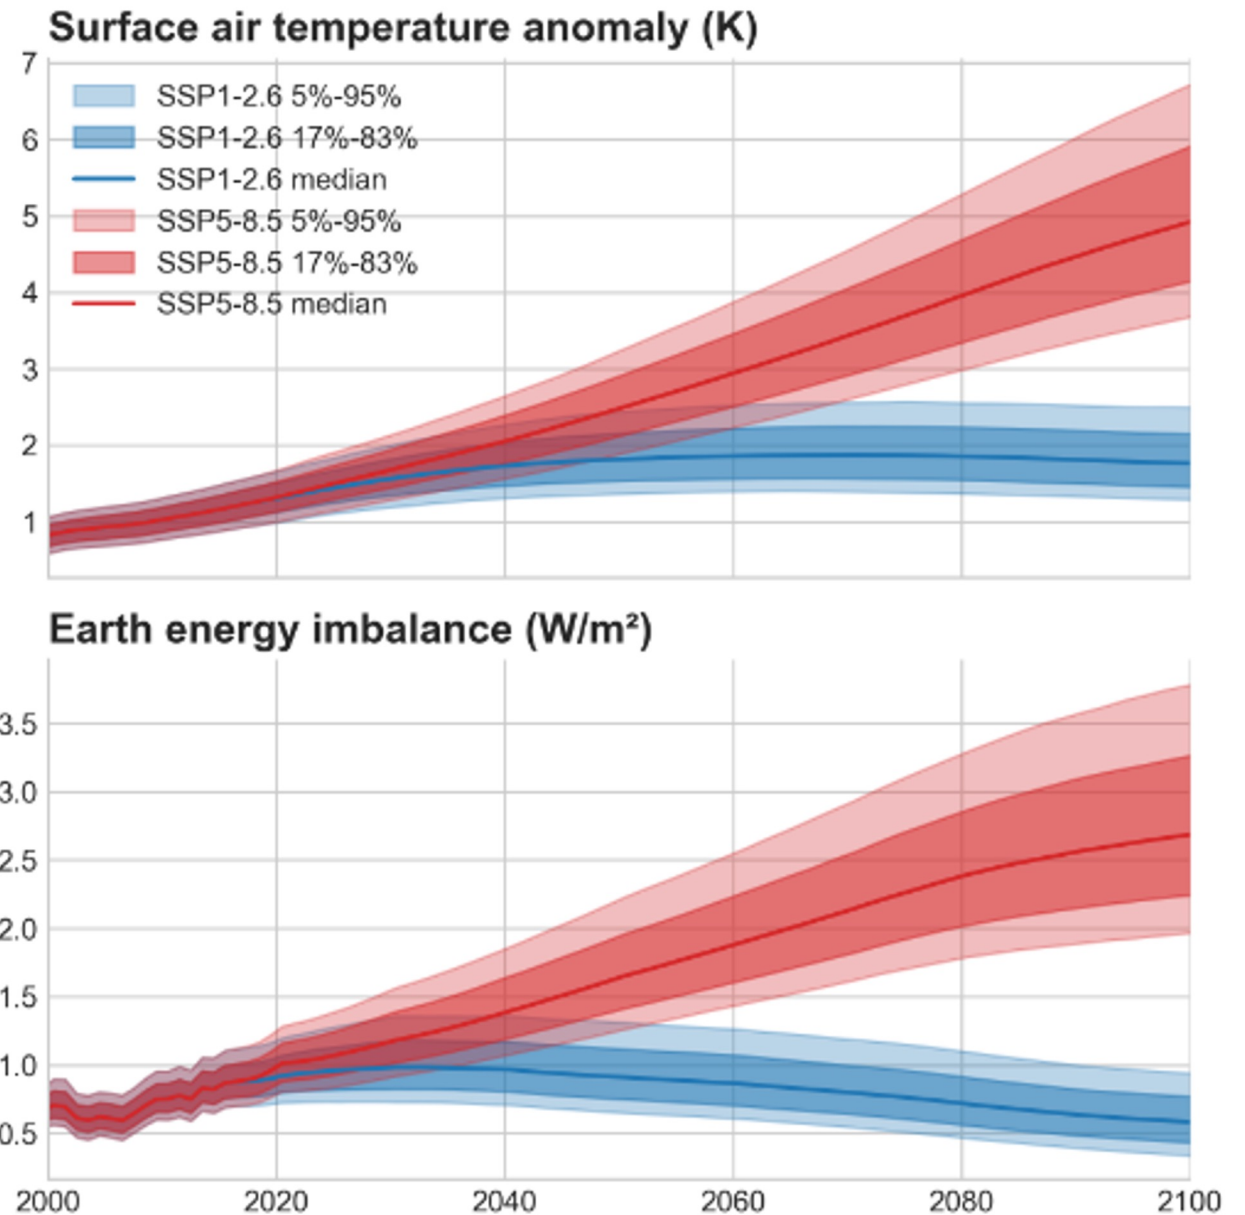 Surface air temperature anomaly (K)
7
SSP1-2.6 5%-95%
6
SSP1-2.6 17%-83%
SSP1-2.6 median
5
SSP5-8.5 5%-95%
SSP5-8.5 17%-83%
4
SSP5-8.5 median
3
2
1
Earth energy imbalance (W/m²)
3.5
3.0
2.5
2.0
1.5
1.0
0.5
2000 2020 2040 2060 2080 2100